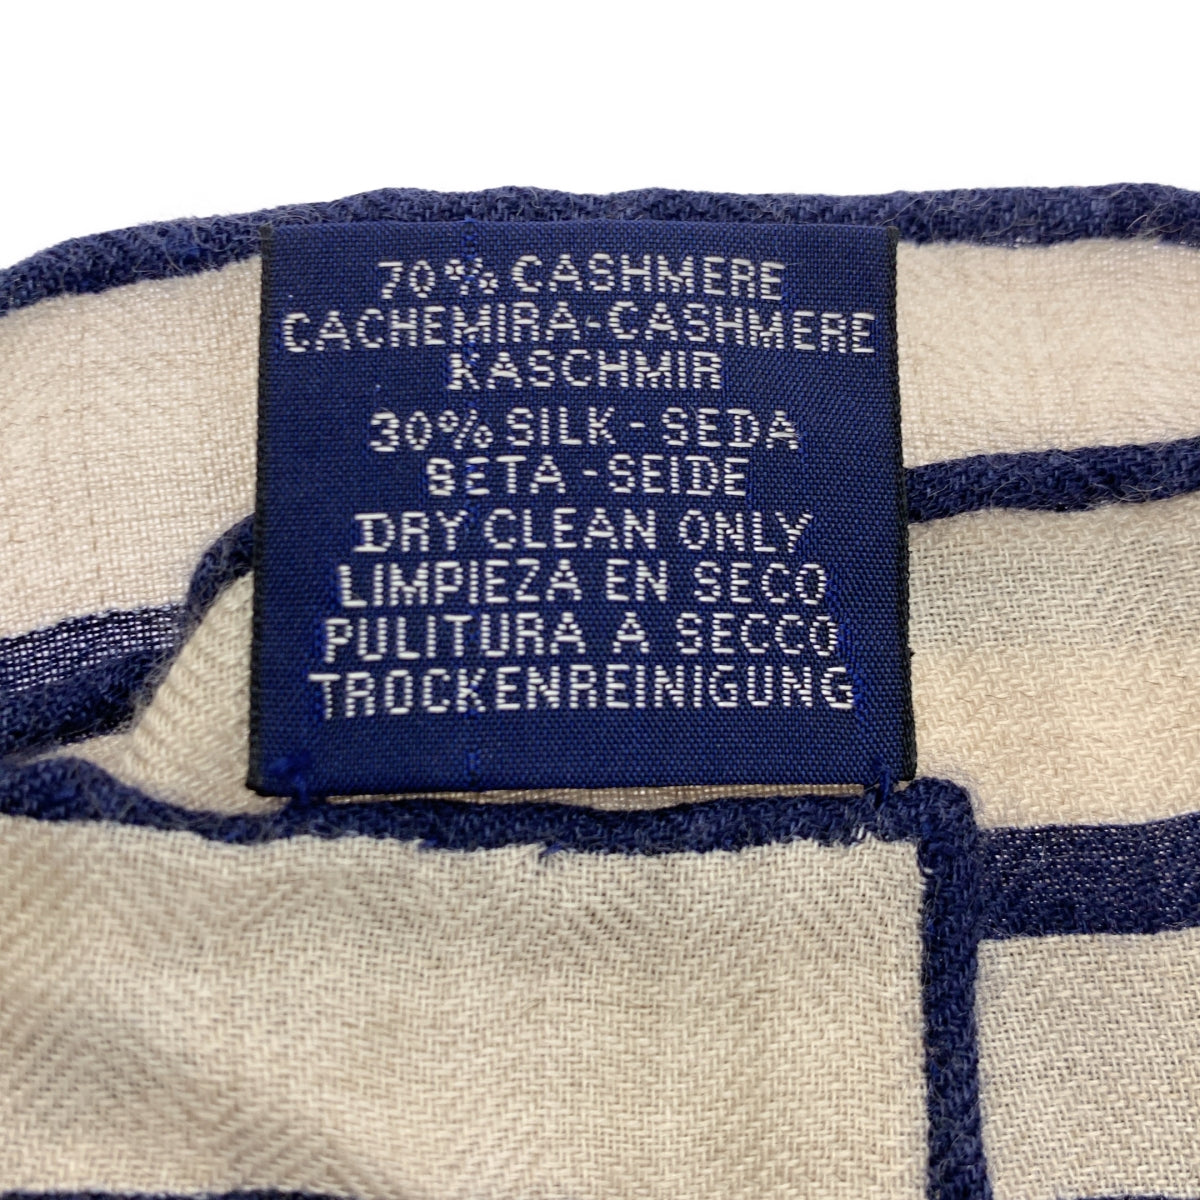 70% CASHMERE
CACHEMIRA-CASHMERE
KASCHMIR
30% SILK - SEDA
SETA - SEIDE
DRY CLEAN ONLY
LIMPIEZA EN SECO
PULITURA A SECCO
TROCKENREINIGUNG